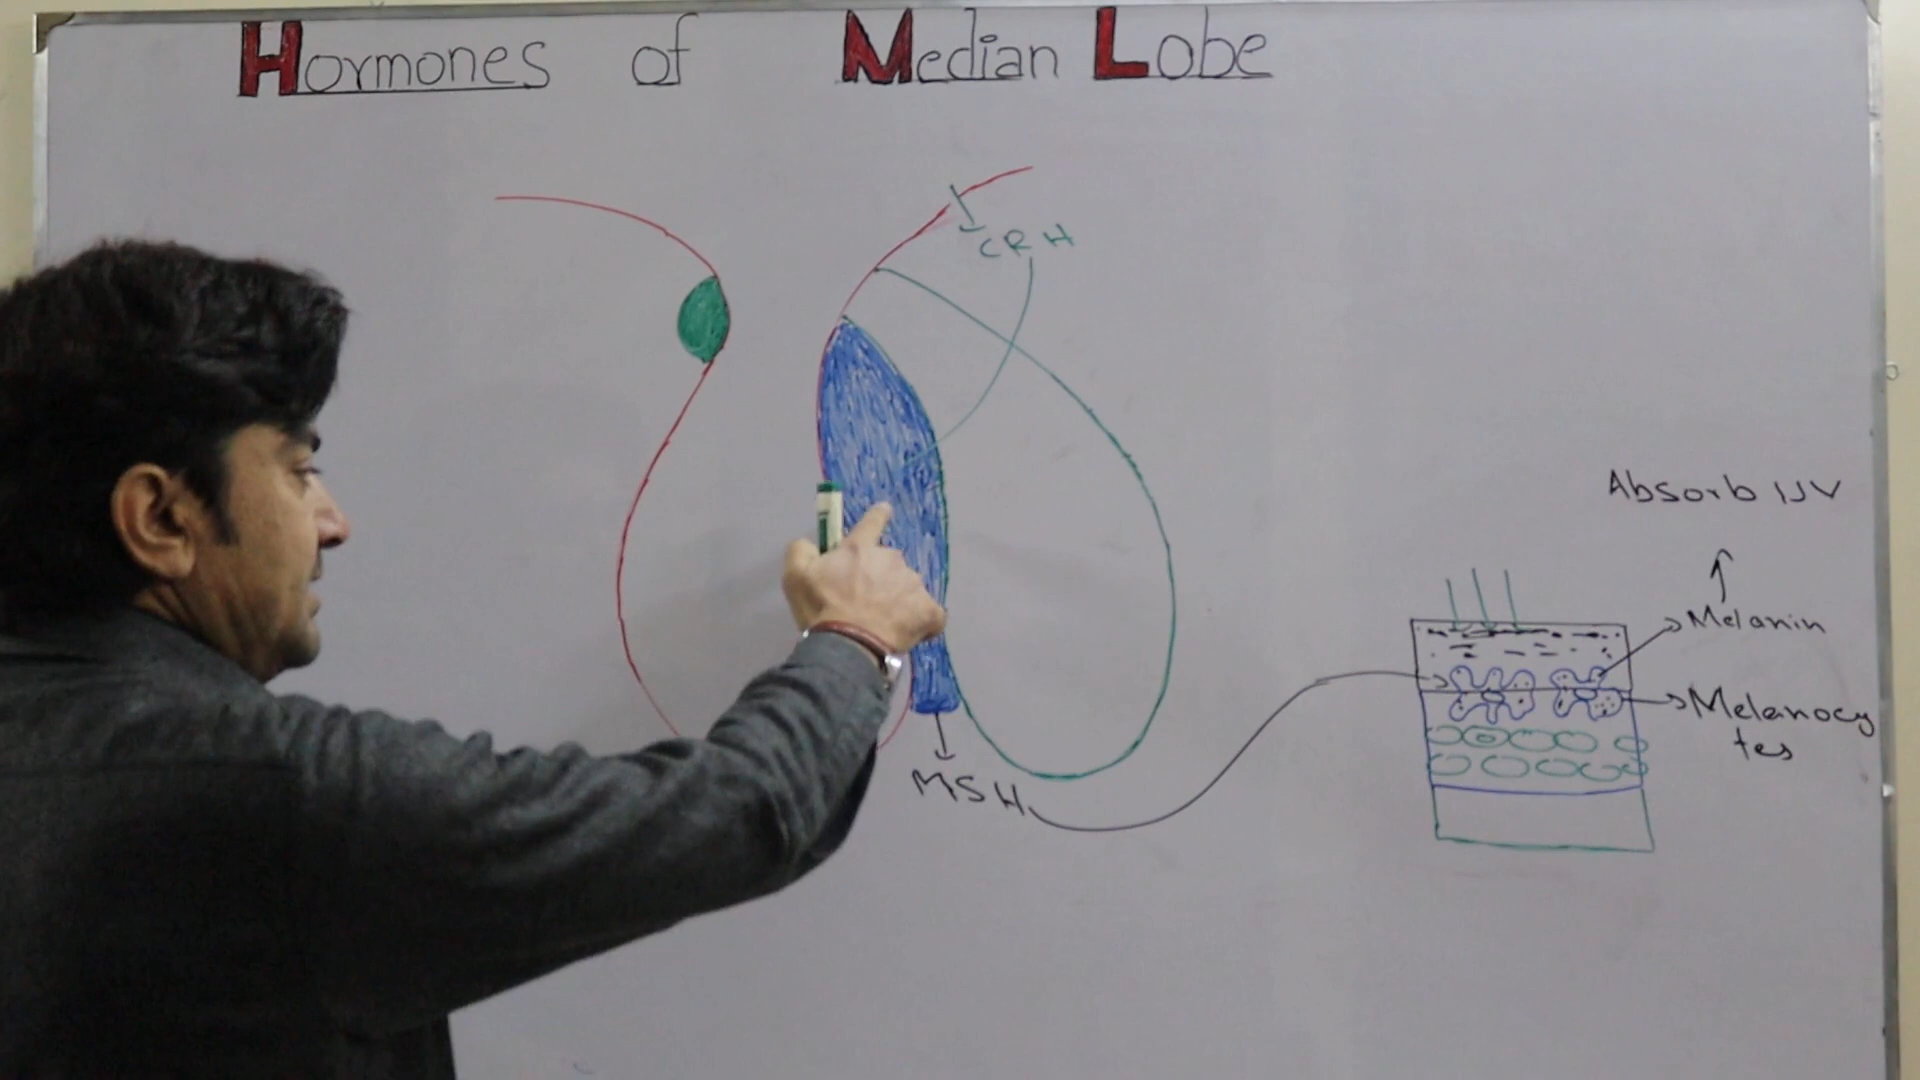 Hormones of Median Lobe
CRH
Absorb UV
Melanin
Melanocy
tes
MSH